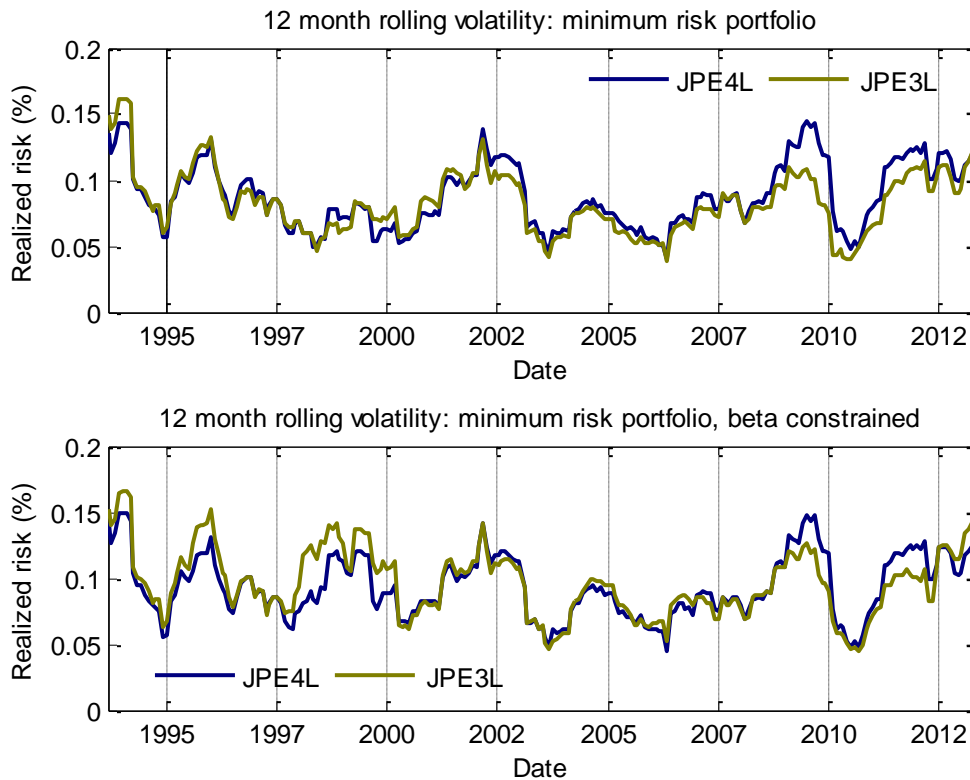 12 month rolling volatility: minimum risk portfolio
0.2
0.15
0.1
0.05
0
Realized risk (%)
JPE4L JPE3L
1995 1997 2000 2002 2005 2007 2010 2012
Date
12 month rolling volatility: minimum risk portfolio, beta constrained
0.2
0.15
0.1
0.05
0
Realized risk (%)
JPE4L JPE3L
1995 1997 2000 2002 2005 2007 2010 2012
Date